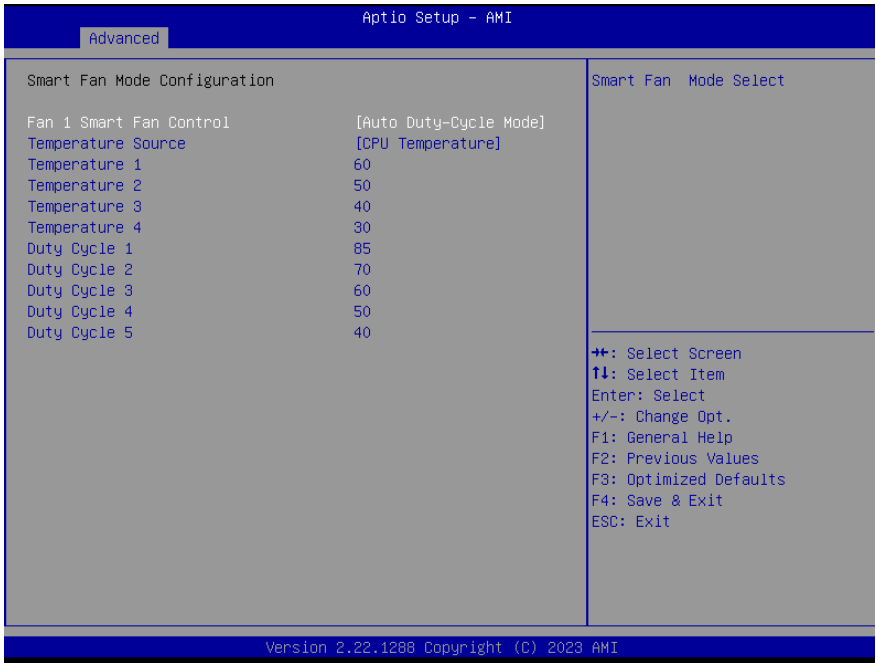 Aptio Setup – AMI
Advanced
Smart Fan Mode Configuration
Smart Fan  Mode Select
Fan 1 Smart Fan Control [Auto Duty-Cycle Mode]
Temperature Source [CPU Temperature]
Temperature 1 60
Temperature 2 50
Temperature 3 40
Temperature 4 30
Duty Cycle 1 85
Duty Cycle 2 70
Duty Cycle 3 60
Duty Cycle 4 50
Duty Cycle 5 40
→←: Select Screen
↑↓: Select Item
Enter: Select
+/-: Change Opt.
F1: General Help
F2: Previous Values
F3: Optimized Defaults
F4: Save & Exit
ESC: Exit
Version 2.22.1288 Copyright (C) 2023 AMI